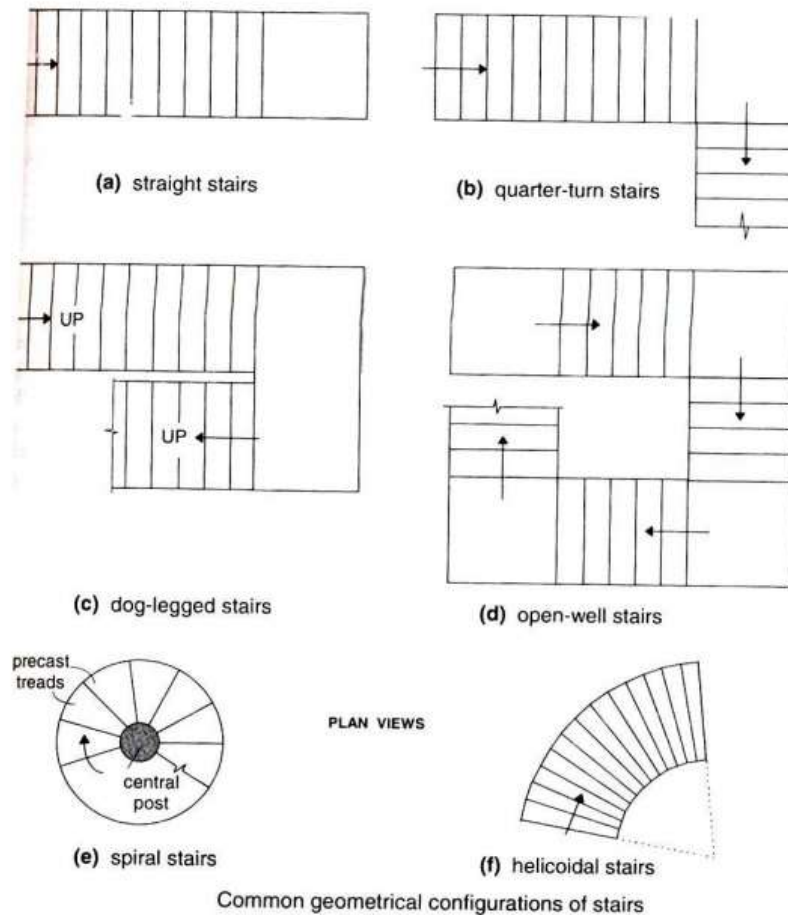 (a) straight stairs
(b) quarter-turn stairs
UP
UP
(c) dog-legged stairs
(d) open-well stairs
precast
treads
central
post
(e) spiral stairs
PLAN VIEWS
(f) helicoidal stairs
Common geometrical configurations of stairs